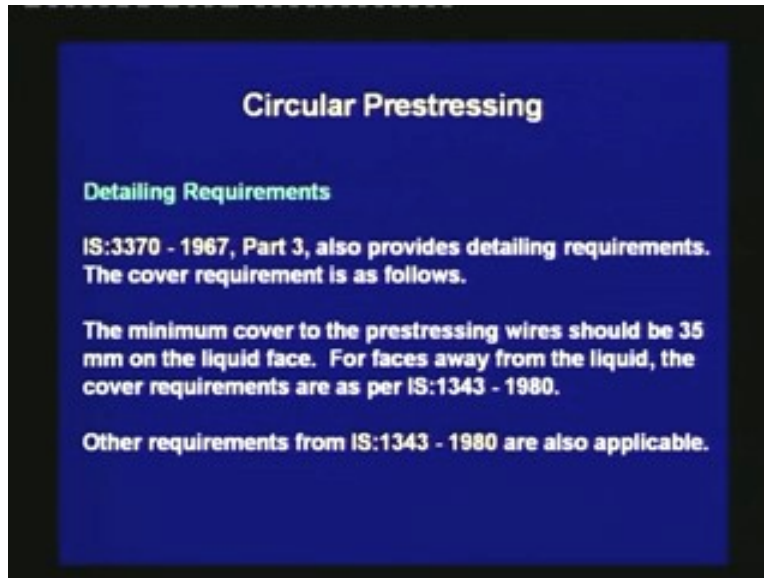 Circular Prestressing
Detailing Requirements
IS:3370 - 1967, Part 3, also provides detailing requirements.
The cover requirement is as follows.
The minimum cover to the prestressing wires should be 35
mm on the liquid face. For faces away from the liquid, the
cover requirements are as per IS:1343 - 1980.
Other requirements from IS:1343 - 1980 are also applicable.